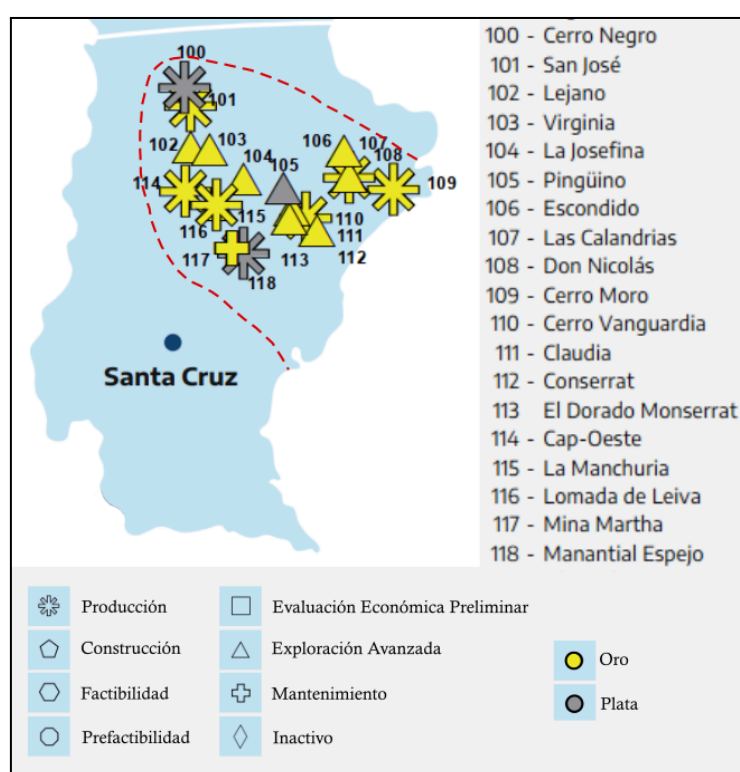 100
101
102
103
104
105
106
107
108
109
110
111
112
113
114
115
116
117
118
Santa Cruz
100 - Cerro Negro
101 - San José
102 - Lejano
103 - Virginia
104 - La Josefina
105 - Pingüino
106 - Escondido
107 - Las Calandrias
108 - Don Nicolás
109 - Cerro Moro
110 - Cerro Vanguardia
111 - Claudia
112 - Conserrat
113 El Dorado Monserrat
114 - Cap-Oeste
115 - La Manchuria
116 - Lomada de Leiva
117 - Mina Martha
118 - Manantial Espejo
Producción
Construcción
Factibilidad
Prefactibilidad
Evaluación Económica Preliminar
Exploración Avanzada
Mantenimiento
Inactivo
Oro
Plata